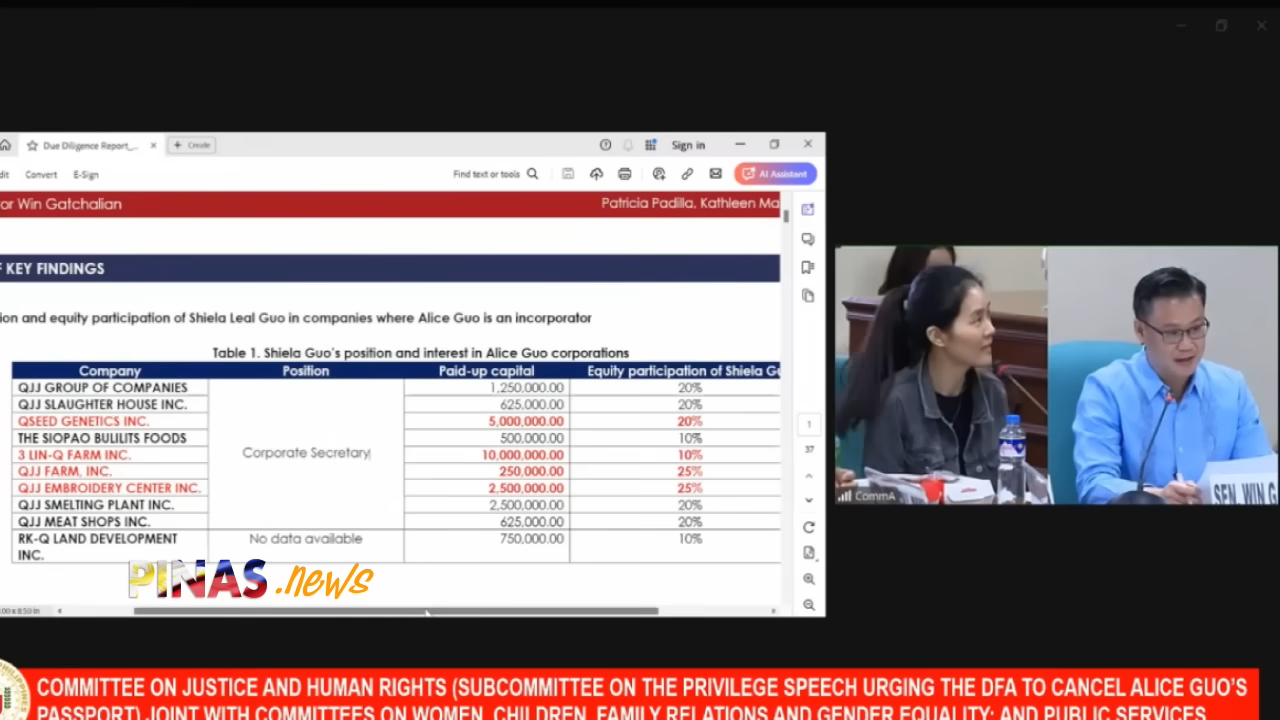 Due Diligence Report_...
Create
Sign in
dit
Convert
E-Sign
Find text or tools
AI Assistant
or Win Gatchalian
Patricia Padilla, Kathleen Ma
F KEY FINDINGS
ion and equity participation of Shiela Leal Guo in companies where Alice Guo is an incorporator
Table 1. Shiela Guo's position and interest in Alice Guo corporations
Company Position Paid-up capital Equity participation of Shiela Gu
QJJ GROUP OF COMPANIES 1,250,000.00 20%
QJJ SLAUGHTER HOUSE INC. 625,000.00 20%
QSEED GENETICS INC. 5,000,000.00 20%
THE SIOPAO BULILITS FOODS 500,000.00 10%
Corporate Secretary
3 LIN-Q FARM INC. 10,000,000.00 10%
QJJ FARM, INC. 250,000.00 25%
QJJ EMBROIDERY CENTER INC. 2,500,000.00 25%
QJJ SMELTING PLANT INC. 2,500,000.00 20%
QJJ MEAT SHOPS INC. 625,000.00 20%
RK-Q LAND DEVELOPMENT No data available 750,000.00 10%
INC.
1
37
CommA
SEN. WIN G
PINAS.news
COMMITTEE ON JUSTICE AND HUMAN RIGHTS (SUBCOMMITTEE ON THE PRIVILEGE SPEECH URGING THE DFA TO CANCEL ALICE GUO'S
PASSPORT) JOINT WITH COMMITTEES ON WOMEN, CHILDREN, FAMILY RELATIONS AND GENDER EQUALITY; AND PUBLIC SERVICES